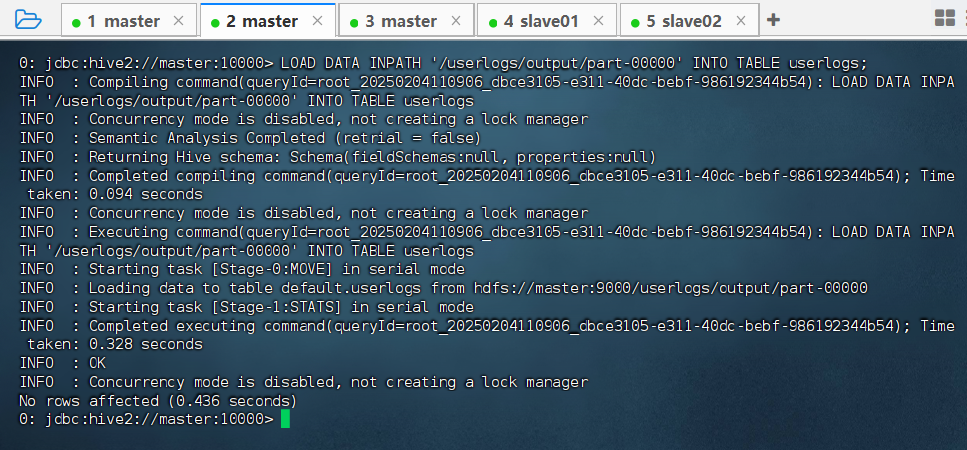 1 master
2 master
3 master
4 slave01
5 slave02
0: jdbc:hive2://master:10000> LOAD DATA INPATH '/userlogs/output/part-00000' INTO TABLE userlogs;
INFO  : Compiling command(queryId=root_20250204110906_dbce3105-e311-40dc-bebf-986192344b54): LOAD DATA INPA
TH '/userlogs/output/part-00000' INTO TABLE userlogs
INFO  : Concurrency mode is disabled, not creating a lock manager
INFO  : Semantic Analysis Completed (retrial = false)
INFO  : Returning Hive schema: Schema(fieldSchemas:null, properties:null)
INFO  : Completed compiling command(queryId=root_20250204110906_dbce3105-e311-40dc-bebf-986192344b54); Time
 taken: 0.094 seconds
INFO  : Concurrency mode is disabled, not creating a lock manager
INFO  : Executing command(queryId=root_20250204110906_dbce3105-e311-40dc-bebf-986192344b54): LOAD DATA INPA
TH '/userlogs/output/part-00000' INTO TABLE userlogs
INFO  : Starting task [Stage-0:MOVE] in serial mode
INFO  : Loading data to table default.userlogs from hdfs://master:9000/userlogs/output/part-00000
INFO  : Starting task [Stage-1:STATS] in serial mode
INFO  : Completed executing command(queryId=root_20250204110906_dbce3105-e311-40dc-bebf-986192344b54); Time
 taken: 0.328 seconds
INFO  : OK
INFO  : Concurrency mode is disabled, not creating a lock manager
No rows affected (0.436 seconds)
0: jdbc:hive2://master:10000>